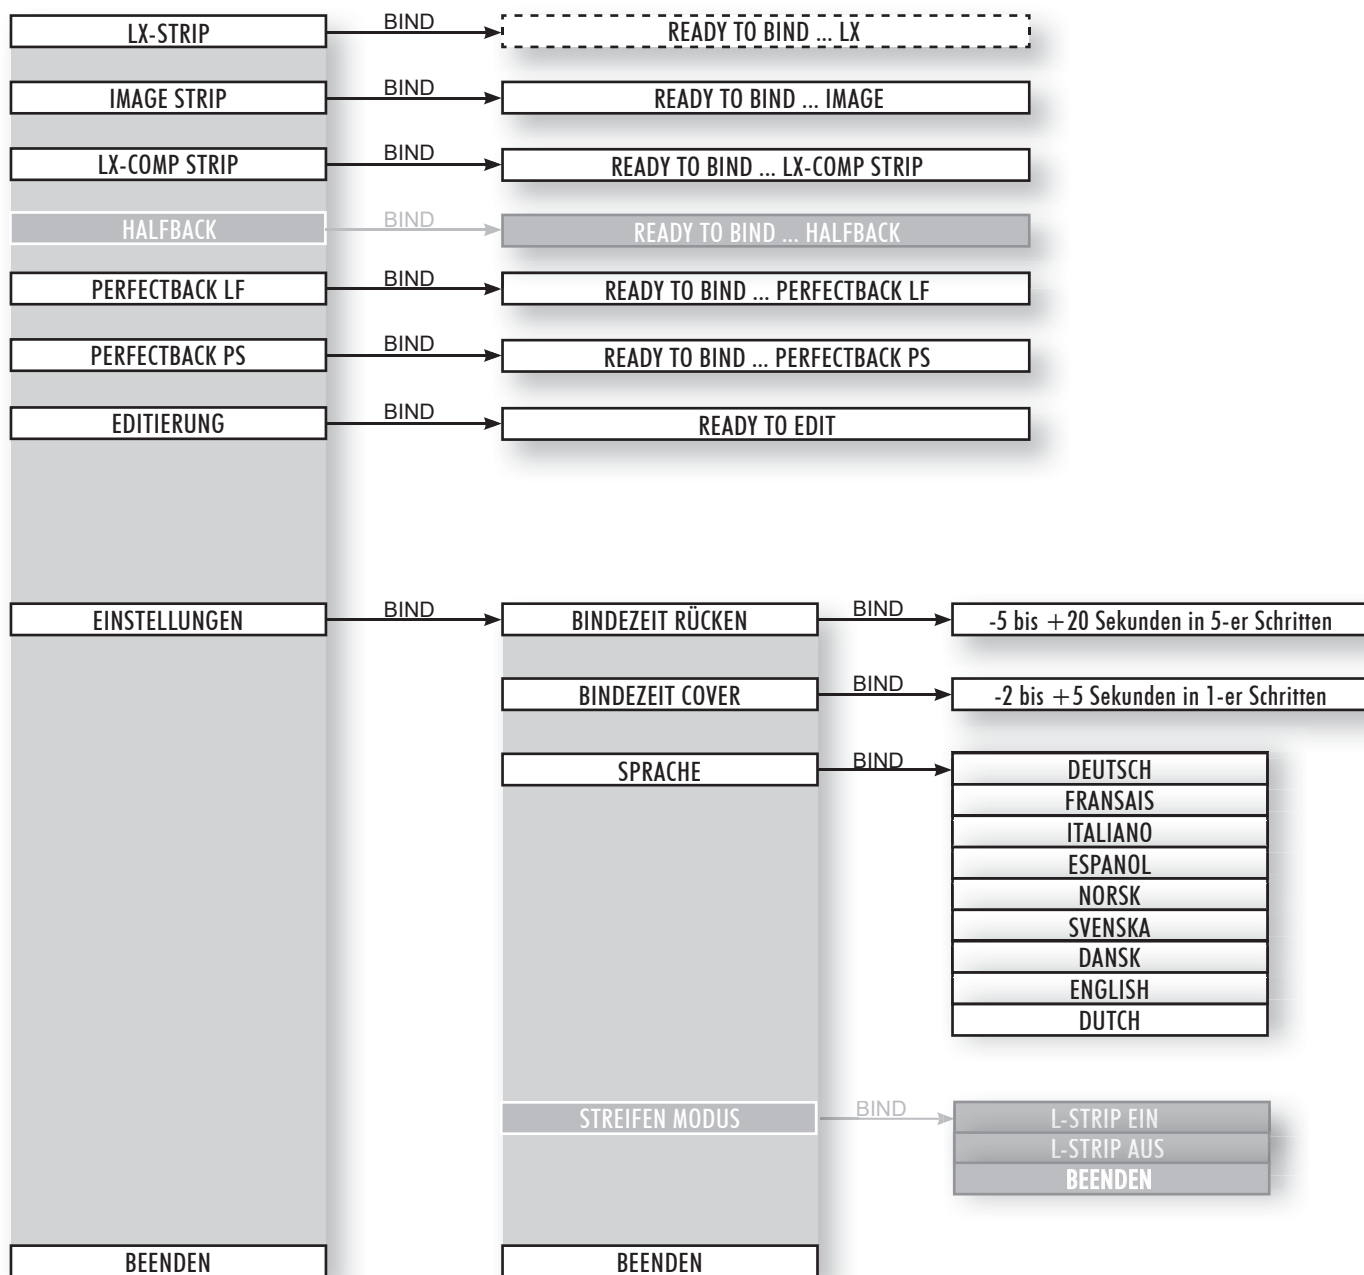 LX-STRIP BIND READY TO BIND ... LX
IMAGE STRIP BIND READY TO BIND ... IMAGE
LX-COMP STRIP BIND READY TO BIND ... LX-COMP STRIP
HALFBACK BIND READY TO BIND ... HALFBACK
PERFECTBACK LF BIND READY TO BIND ... PERFECTBACK LF
PERFECTBACK PS BIND READY TO BIND ... PERFECTBACK PS
EDITIERUNG BIND READY TO EDIT
EINSTELLUNGEN BIND BINDEZEIT RÜCKEN BIND -5 bis +20 Sekunden in 5-er Schritten
BINDEZEIT COVER BIND -2 bis +5 Sekunden in 1-er Schritten
SPRACHE BIND DEUTSCH
FRANSAIS
ITALIANO
ESPANOL
NORSK
SVENSKA
DANSK
ENGLISH
DUTCH
STREIFEN MODUS BIND L-STRIP EIN
L-STRIP AUS
BEENDEN
BEENDEN BEENDEN